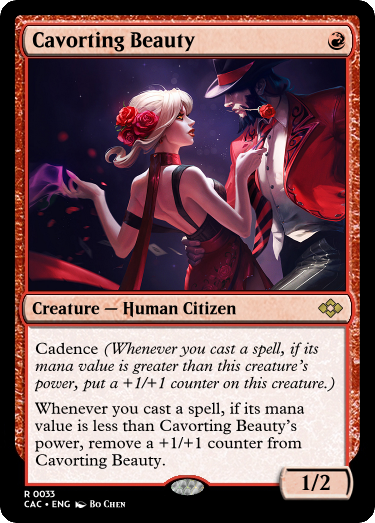 Cavorting Beauty
Creature — Human Citizen
Cadence (Whenever you cast a spell, if its
mana value is greater than this creature's
power, put a +1/+1 counter on this creature.)
Whenever you cast a spell, if its mana
value is less than Cavorting Beauty's
power, remove a +1/+1 counter from
Cavorting Beauty.
1/2
R 0033
CAC • ENG Bo Chen